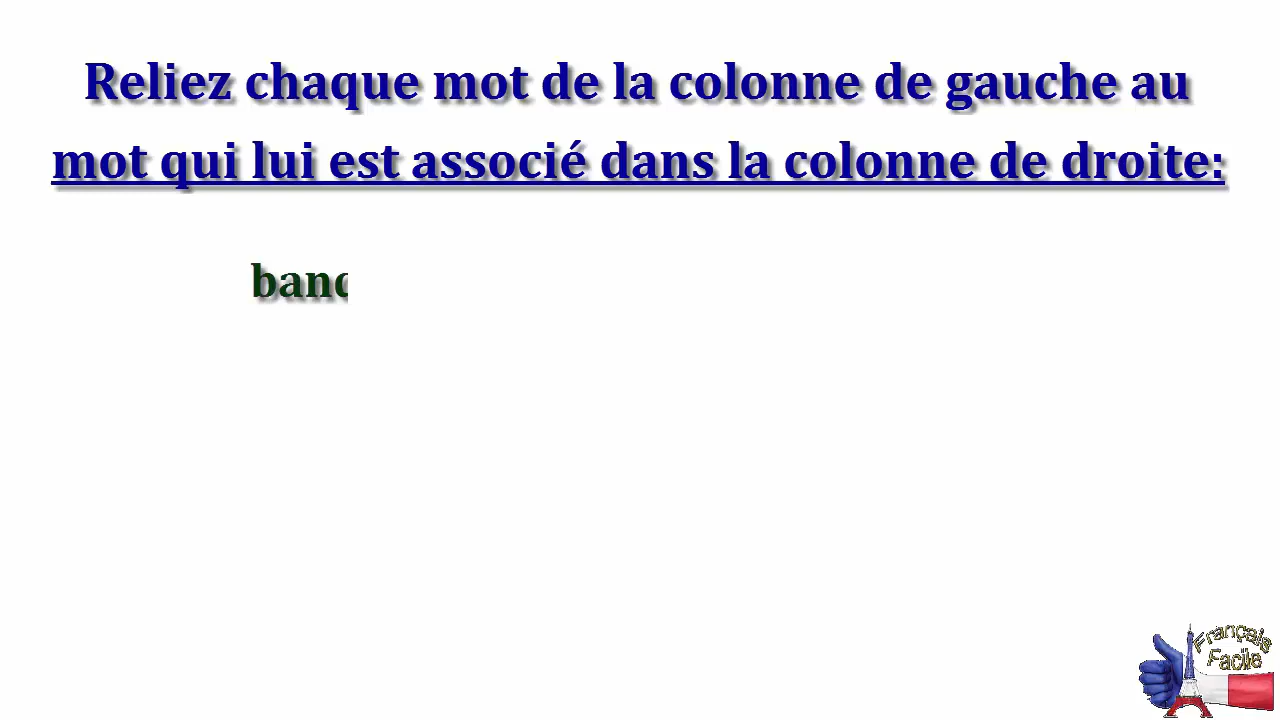 Reliez chaque mot de la colonne de gauche au
mot qui lui est associé dans la colonne de droite:
Français
Facile